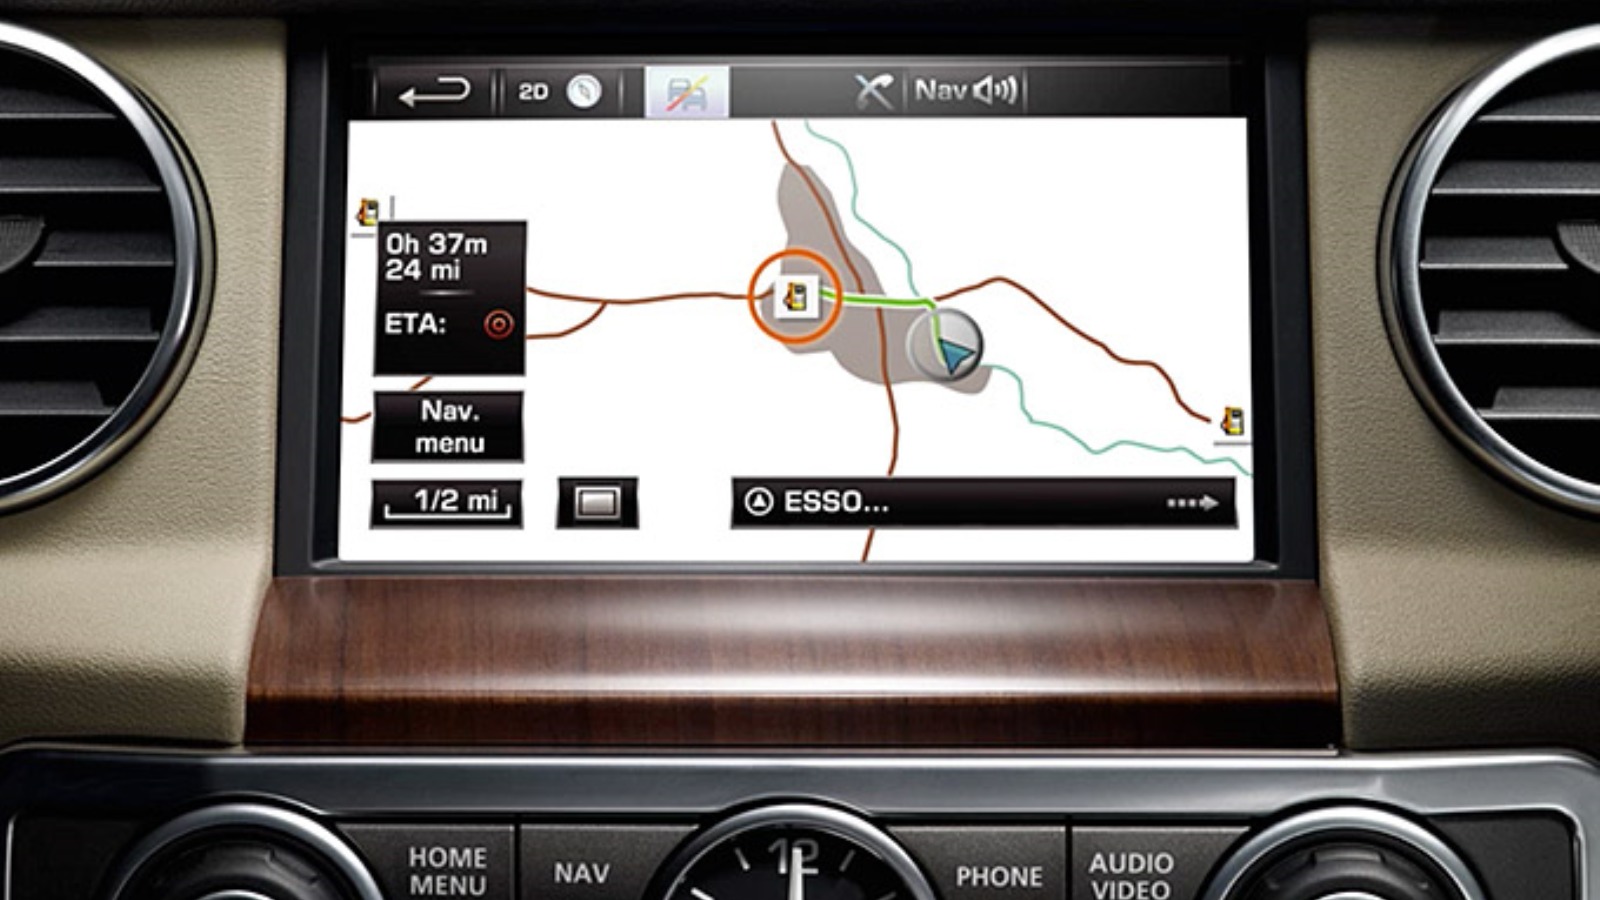 2D
Nav
0h 37m
24 mi
ETA:
Nav.
menu
1/2 mi
ESSO...
HOME
MENU
NAV
12
PHONE
AUDIO
VIDEO